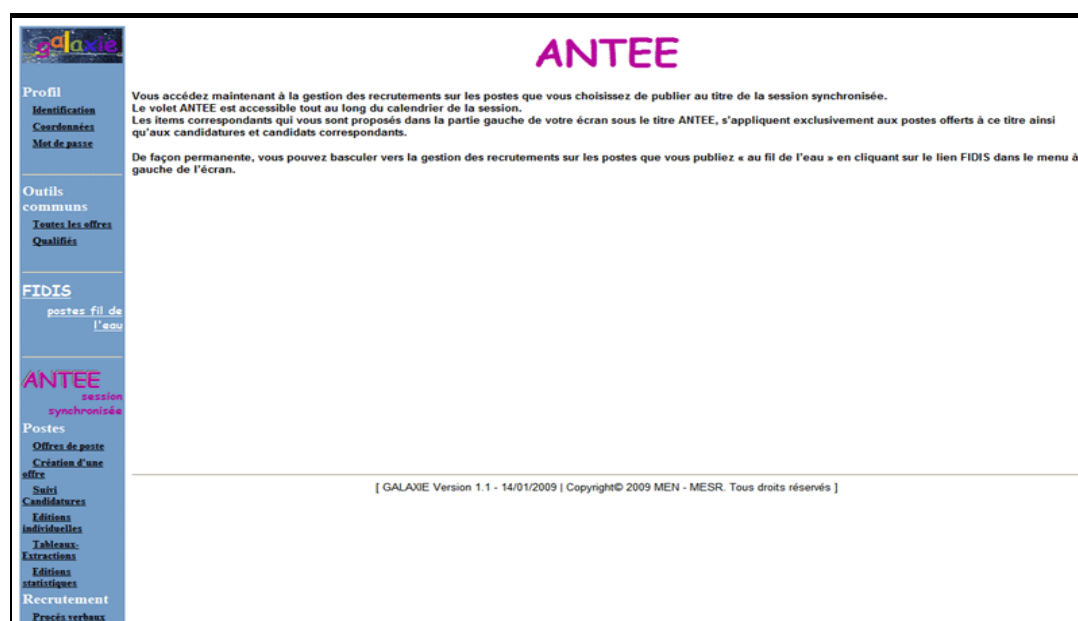 galaxie
Profil
Identification
Coordonnées
Mot de passe
Outils
communs
Toutes les offres
Qualifiés
FIDIS
postes fil de
l'eau
ANTEE
session
synchronisée
Postes
Offres de poste
Création d'une
offre
Suivi
Candidatures
Editions
individuelles
Tableaux-
Extractions
Editions
statistiques
Recrutement
Procés verbaux
ANTEE
Vous accédez maintenant à la gestion des recrutements sur les postes que vous choisissez de publier au titre de la session synchronisée.
Le volet ANTEE est accessible tout au long du calendrier de la session.
Les items correspondants qui vous sont proposés dans la partie gauche de votre écran sous le titre ANTEE, s'appliquent exclusivement aux postes offerts à ce titre ainsi
qu'aux candidatures et candidats correspondants.
De façon permanente, vous pouvez basculer vers la gestion des recrutements sur les postes que vous publiez « au fil de l'eau » en cliquant sur le lien FIDIS dans le menu à
gauche de l'écran.
[ GALAXIE Version 1.1 - 14/01/2009 | Copyright© 2009 MEN - MESR. Tous droits réservés ]